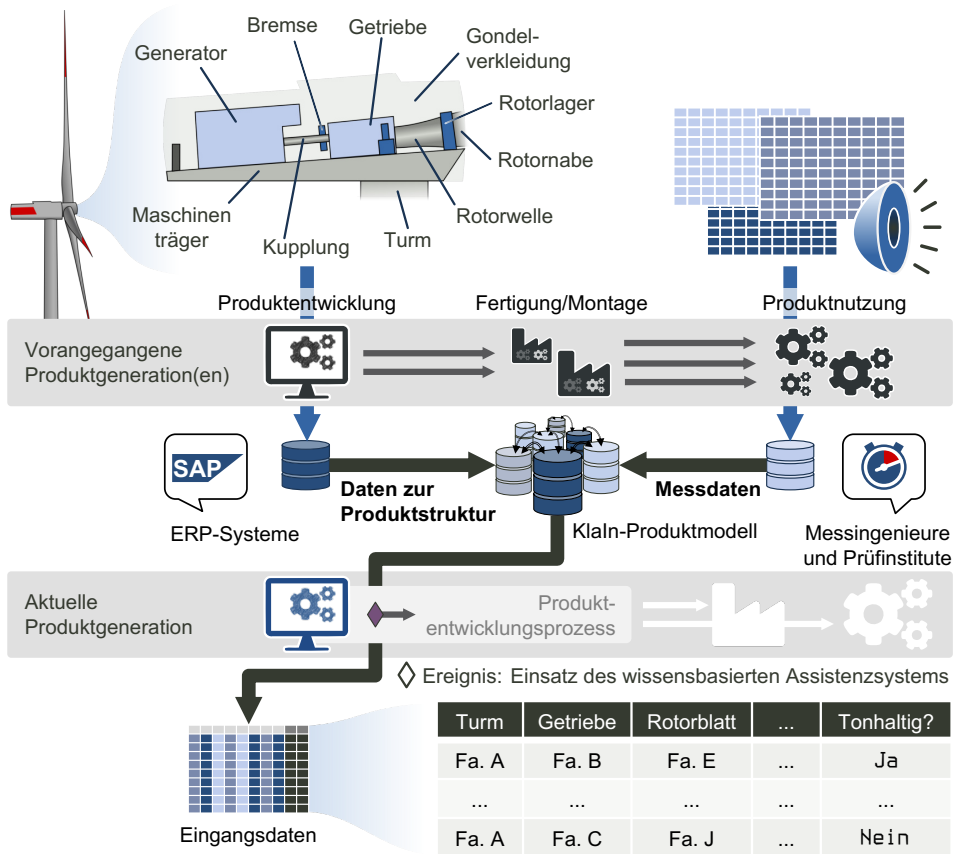 Bremse
Getriebe
Generator
Gondel-
verkleidung
Rotorlager
Rotornabe
Maschinen
träger
Rotorwelle
Kupplung
Turm
Produktentwicklung
Fertigung/Montage
Produktnutzung
Vorangegangene
Produktgeneration(en)
SAP
Daten zur
Produktstruktur
Messdaten
ERP-Systeme
KlaIn-Produktmodell
Messingenieure
und Prüfinstitute
Aktuelle
Produktgeneration
Produkt-
entwicklungsprozess
Ereignis: Einsatz des wissensbasierten Assistenzsystems
Turm Getriebe Rotorblatt ... Tonhaltig?
Fa. A Fa. B Fa. E ... Ja
... ... ... ... ...
Fa. A Fa. C Fa. J ... Nein
Eingangsdaten